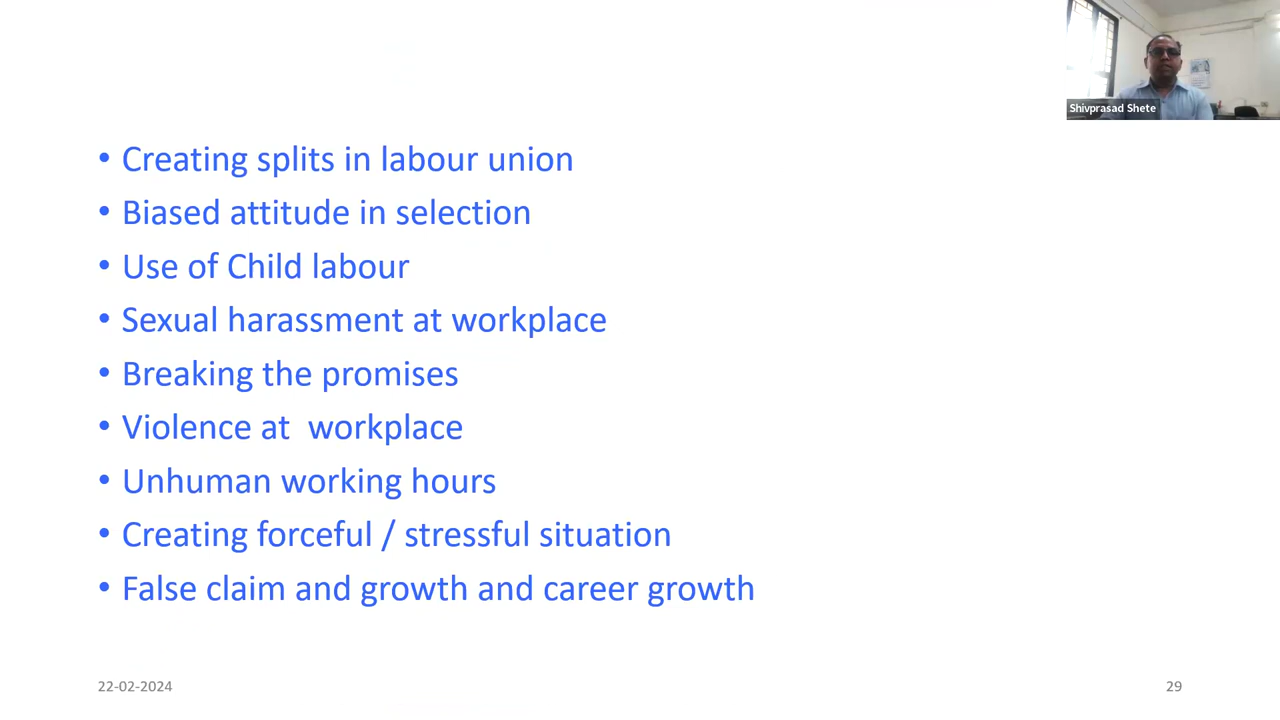 Shivprasad Shete
• Creating splits in labour union
• Biased attitude in selection
• Use of Child labour
• Sexual harassment at workplace
• Breaking the promises
• Violence at  workplace
• Unhuman working hours
• Creating forceful / stressful situation
• False claim and growth and career growth
22-02-2024
29